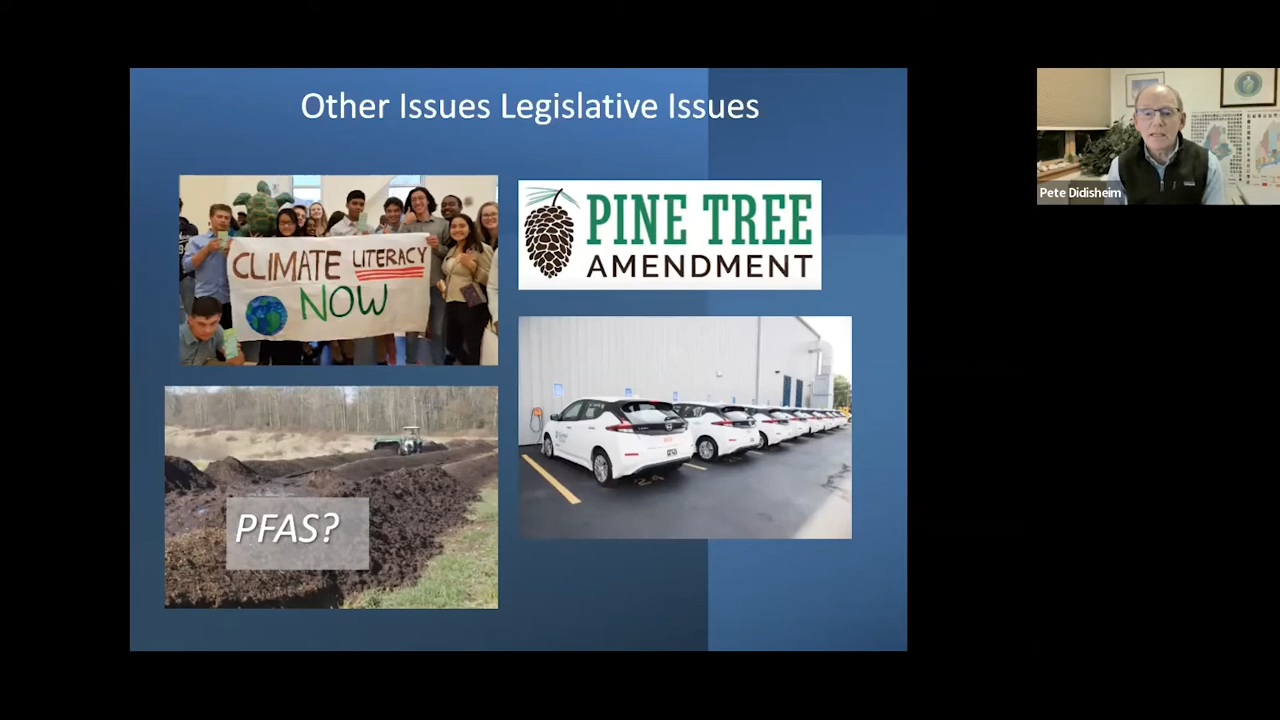 Other Issues Legislative Issues
CLIMATE LITERACY
NOW
PINE TREE
AMENDMENT
PFAS?
Pete Didisheim